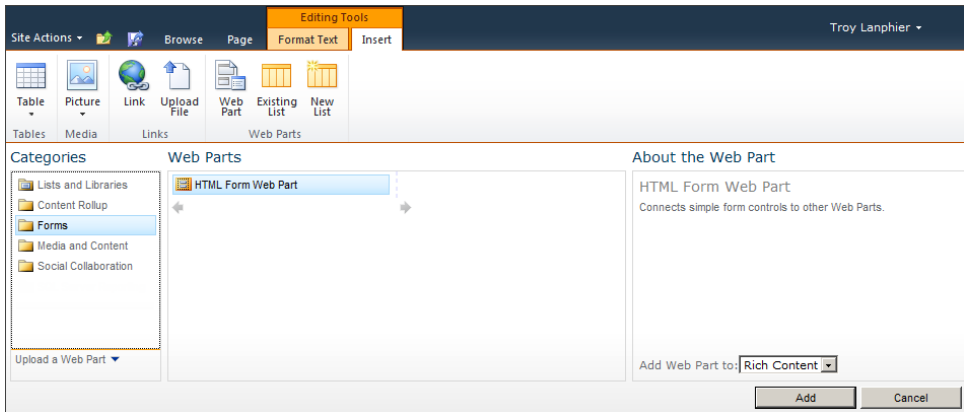 Editing Tools
Troy Lanphier
Site Actions
Browse
Page
Format Text
Insert
Table
Picture
Link
Upload
File
Web
Part
Existing
List
New
List
Tables
Media
Links
Web Parts
Categories
Web Parts
About the Web Part
Lists and Libraries
Content Rollup
Forms
Media and Content
Social Collaboration
Upload a Web Part
HTML Form Web Part
HTML Form Web Part
Connects simple form controls to other Web Parts.
Add Web Part to: Rich Content
Add
Cancel